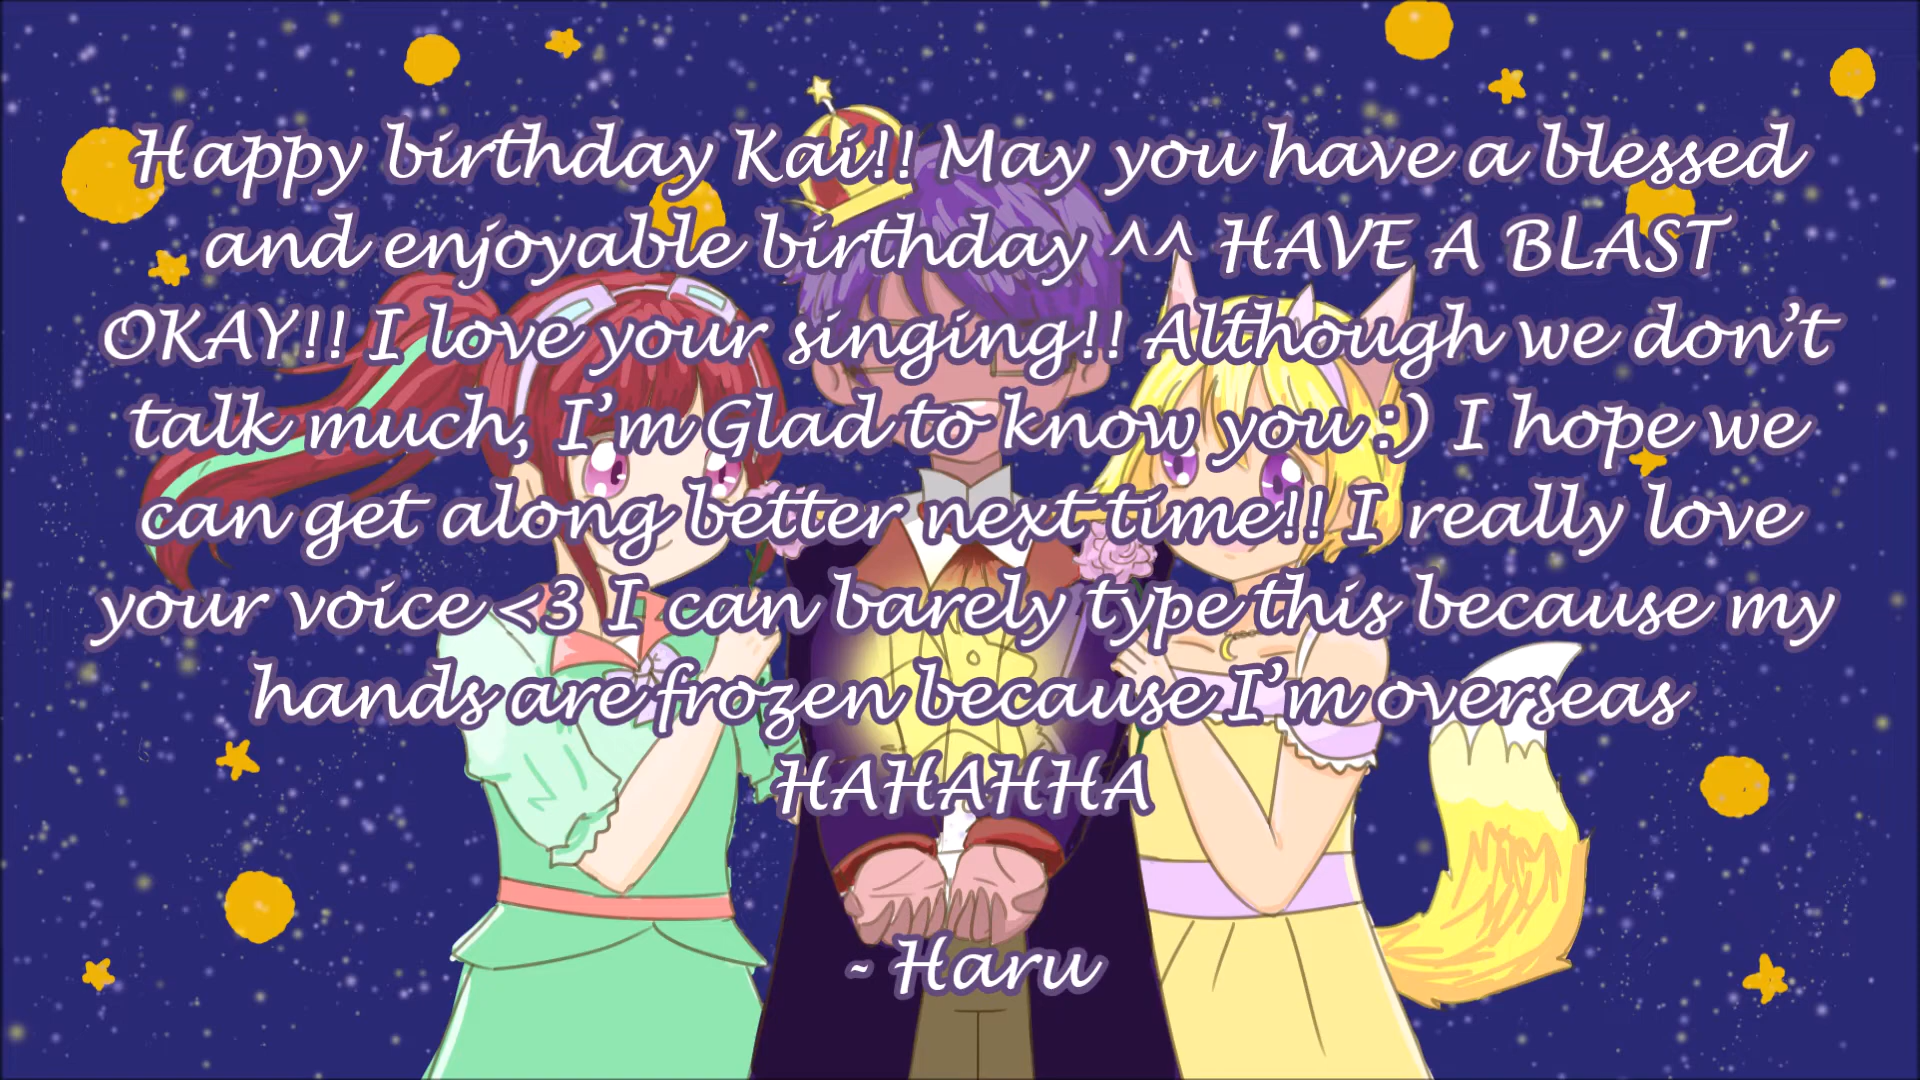 Happy birthday Kai!! May you have a blessed
and enjoyable birthday ^^ HAVE A BLAST
OKAY!! I love your singing!! Although we don't
talk much, I'm Glad to know you :) I hope we
can get along better next time!! I really love
your voice <3 I can barely type this because my
hands are frozen because I'm overseas
HAHAHHA
- Haru